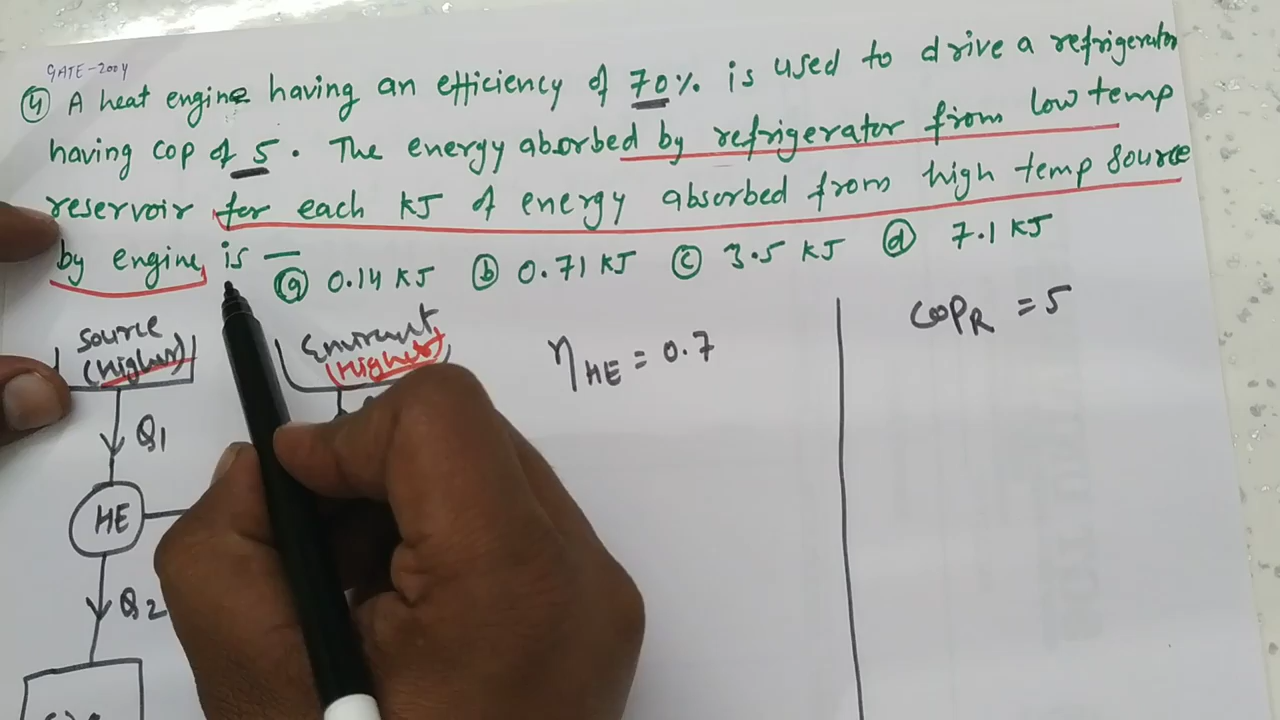 GATE-2004
④ A heat engine having an efficiency of 70% is used to drive a refrigerator
having cop of 5. The energy absorbed by refrigerator from low temp
reservoir for each kJ of energy absorbed from high temp source
by engine is —
ⓐ 0.14 kJ ⓑ 0.71 kJ ⓒ 3.5 kJ ⓓ 7.1 kJ
Source
(Higher)
(Higher)
ηHE = 0.7
COPR = 5
Q1
HE
Q2